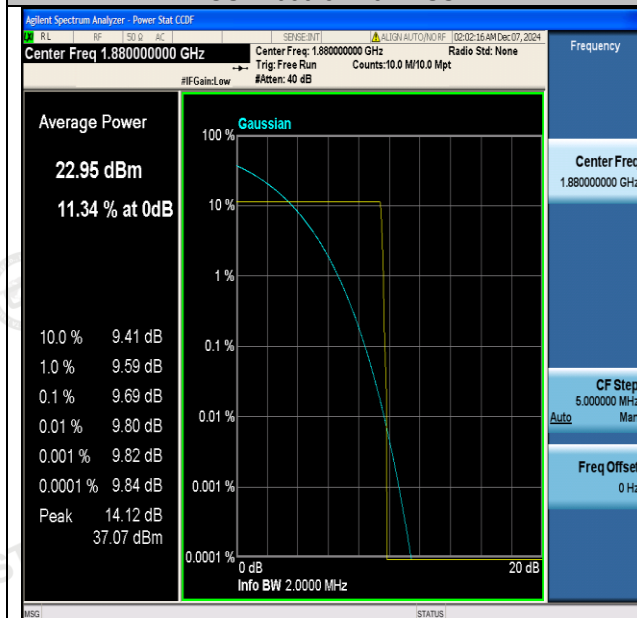 Agilent Spectrum Analyzer - Power Stat CCDF
RL RF 50 Ω AC SENSE:INT ALIGN AUTO/NO RF 02:02:16 AM Dec 07, 2024
Center Freq 1.880000000 GHz
Center Freq: 1.880000000 GHz Radio Std: None
Trig: Free Run Counts:10.0 M/10.0 Mpt
#IFGain:Low #Atten: 40 dB
Frequency
Average Power
22.95 dBm
11.34 % at 0dB
10.0 % 9.41 dB
1.0 % 9.59 dB
0.1 % 9.69 dB
0.01 % 9.80 dB
0.001 % 9.82 dB
0.0001 % 9.84 dB
Peak 14.12 dB
37.07 dBm
Gaussian
100 %
10 %
1 %
0.1 %
0.01 %
0.001 %
0.0001 %
0 dB 20 dB
Info BW 2.0000 MHz
Center Freq
1.880000000 GHz
CF Step
5.000000 MHz
Auto Man
Freq Offset
0 Hz
MSG STATUS